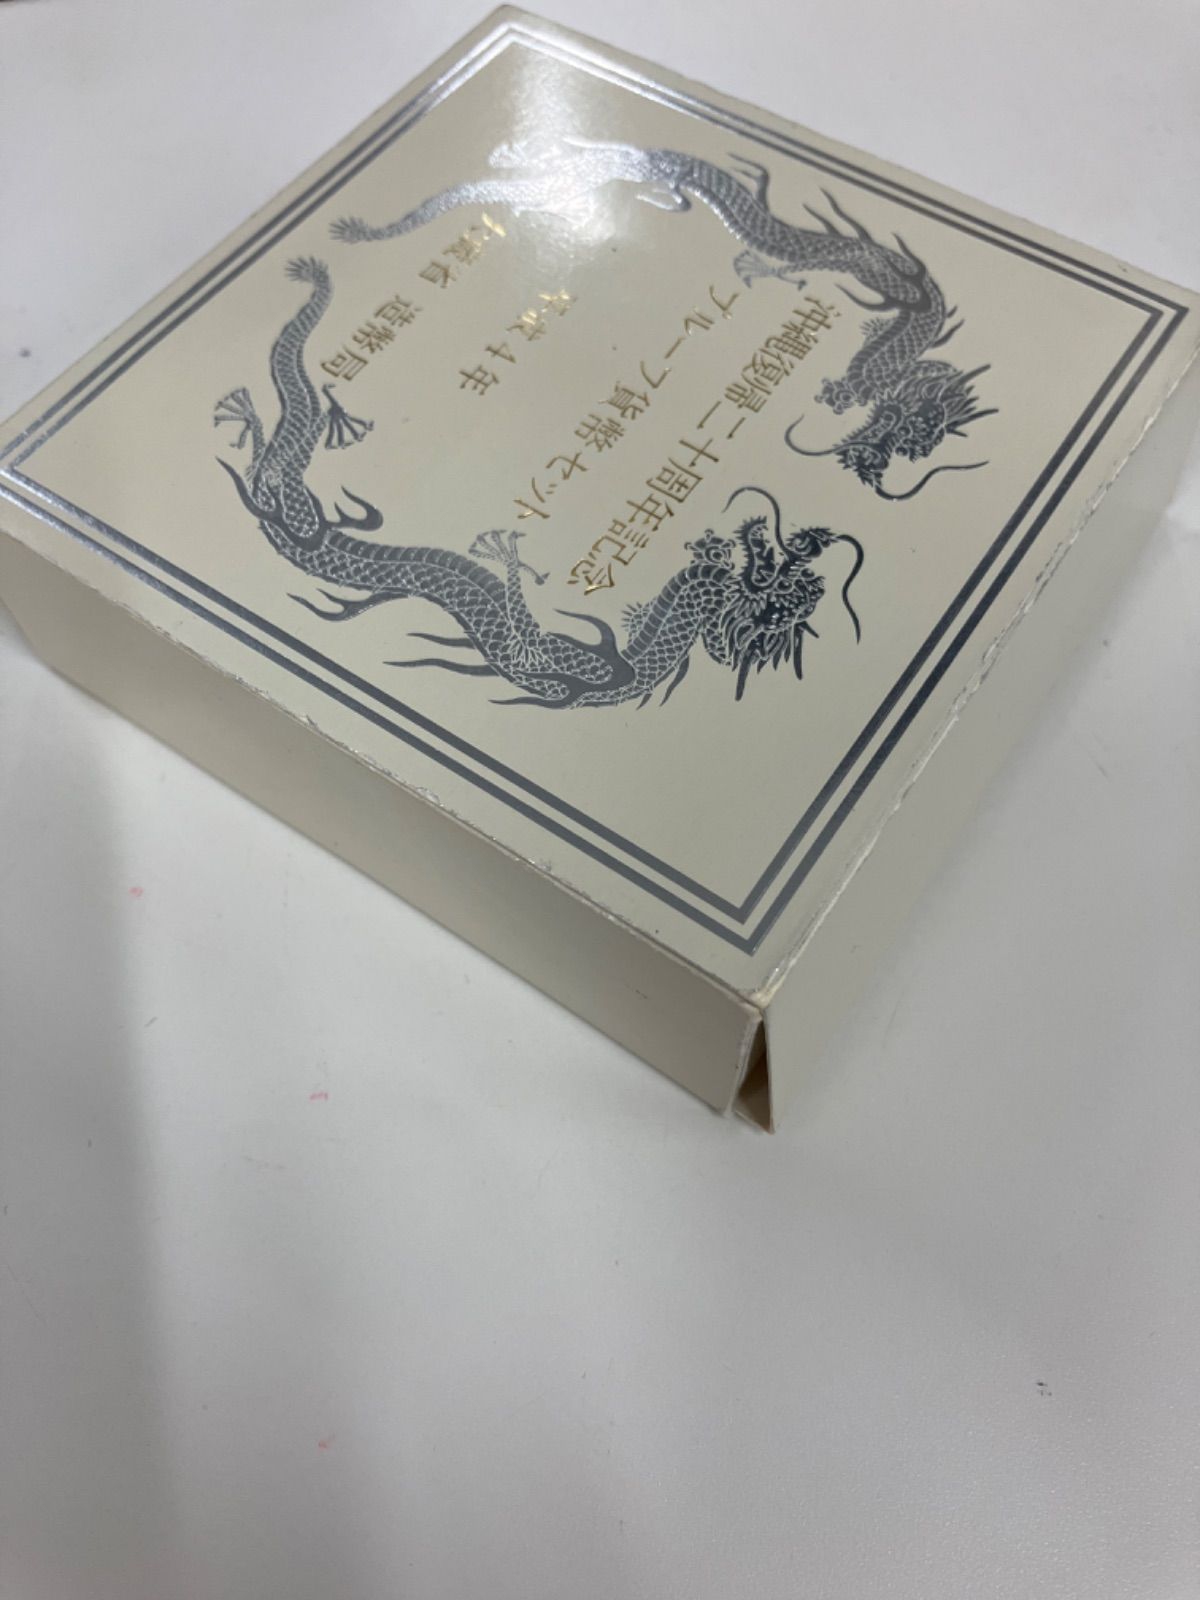 沖縄復帰二十周年記念
プルーフ貨幣セット
平成4年
大蔵省 造幣局